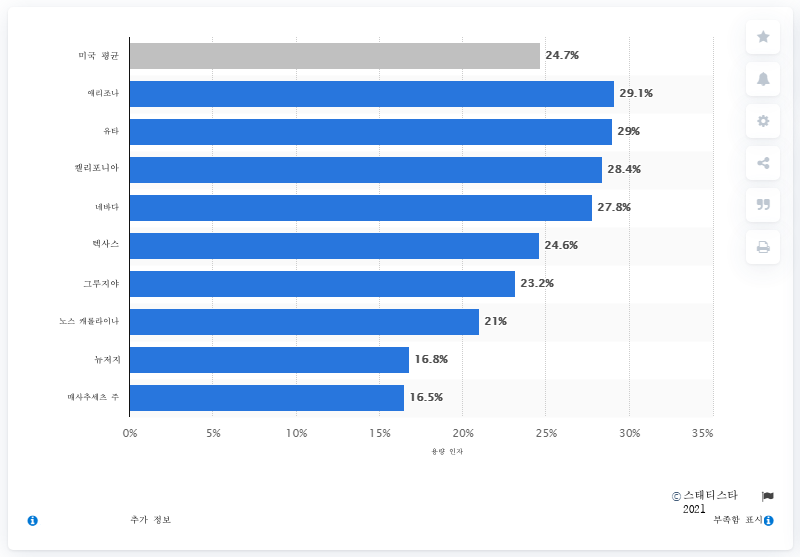 미국 평균
24.7%
애리조나
29.1%
유타
29%
캘리포니아
28.4%
네바다
27.8%
텍사스
24.6%
그루지야
23.2%
노스 캐롤라이나
21%
뉴저지
16.8%
매사추세츠 주
16.5%
0%
5%
10%
15%
20%
25%
30%
35%
용량 인자
© 스태티스타
2021
추가 정보
부족함 표시